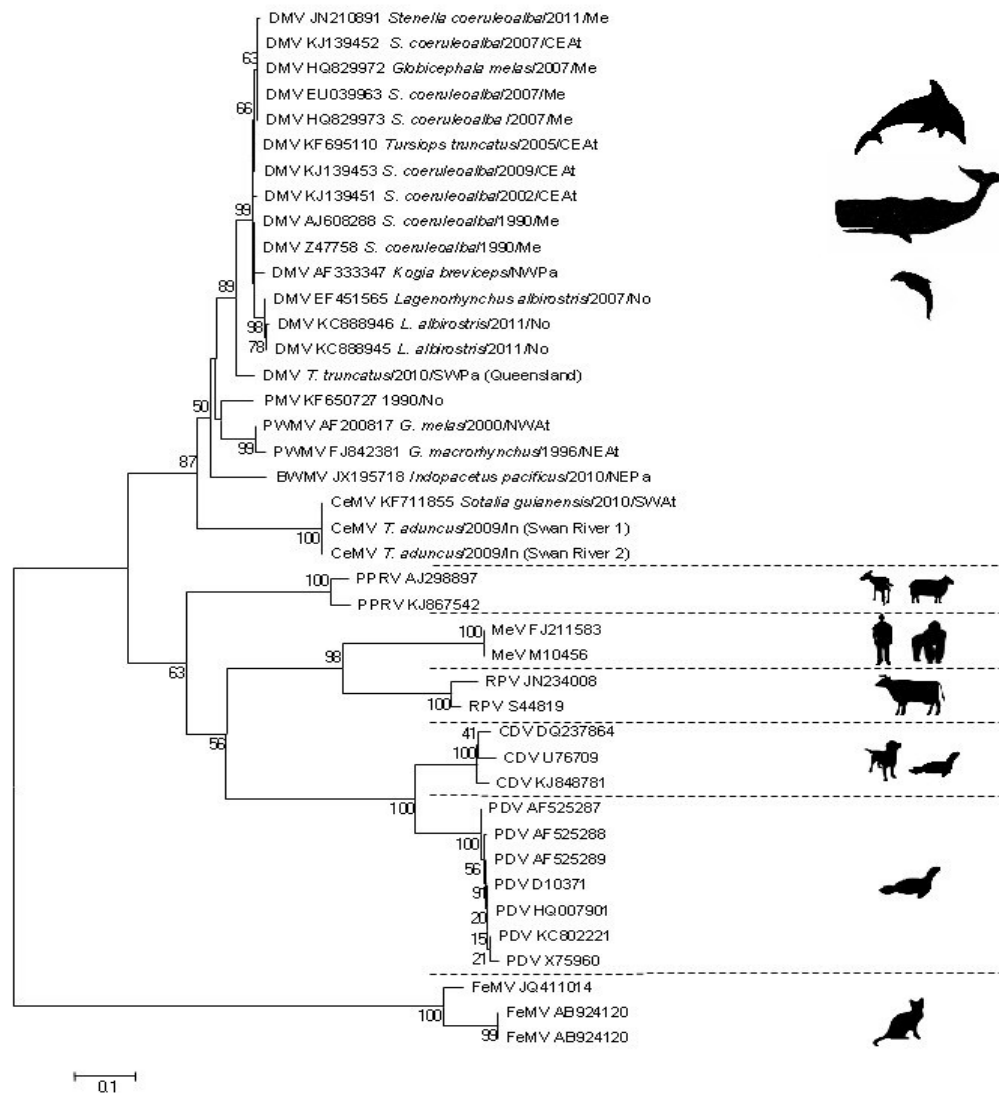 DMV JN210891 Stenella coeruleoalba/2011/Me
DMV KJ139452 S. coeruleoalba/2007/CEAt
63
DMV HQ829972 Globicephala melas/2007/Me
DMV EU039963 S. coeruleoalba/2007/Me
66
DMV HQ829973 S. coeruleoalba/2007/Me
DMV KF695110 Tursiops truncatus/2005/CEAt
DMV KJ139453 S. coeruleoalba/2009/CEAt
DMV KJ139451 S. coeruleoalba/2002/CEAt
99
DMV AJ608288 S. coeruleoalba/1990/Me
DMV Z47758 S. coeruleoalba/1990/Me
DMV AF333347 Kogia breviceps/NWPa
89
DMV EF451565 Lagenorhynchus albirostris/2007/No
98
DMV KC888946 L. albirostris/2011/No
78
DMV KC888945 L. albirostris/2011/No
DMV T. truncatus/2010/SWPa (Queensland)
PMV KF650727 1990/No
50
PWMV AF200817 G. melas/2000/NWAt
99
PWMV FJ842381 G. macrorhynchus/1996/NEAt
87
BWMV JX195718 Indopacetus pacificus/2010/NEPa
CeMV KF711855 Sotalia guianensis/2010/SWAt
CeMV T. aduncus/2009/In (Swan River 1)
100
CeMV T. aduncus/2009/In (Swan River 2)
100
PPRV AJ298897
PPRV KJ867542
100
MeV FJ211583
MeV M10456
98
63
RPV JN234008
100
RPV S44819
41
CDV DQ237864
56
100
CDV U76709
CDV KJ848781
100
PDV AF525287
PDV AF525288
100
PDV AF525289
56
PDV D10371
91
PDV HQ007901
20
PDV KC802221
15
PDV X75960
21
FeMV JQ411014
100
FeMV AB924120
99
FeMV AB924120
0.1